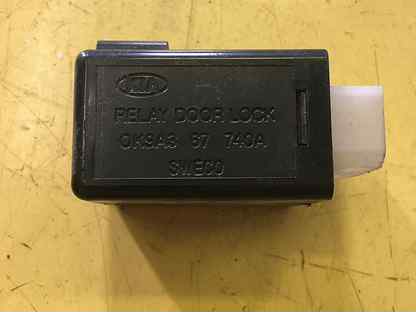 KIA
RELAY DOOR LOCK
0K9A3 67 740A
SWECO